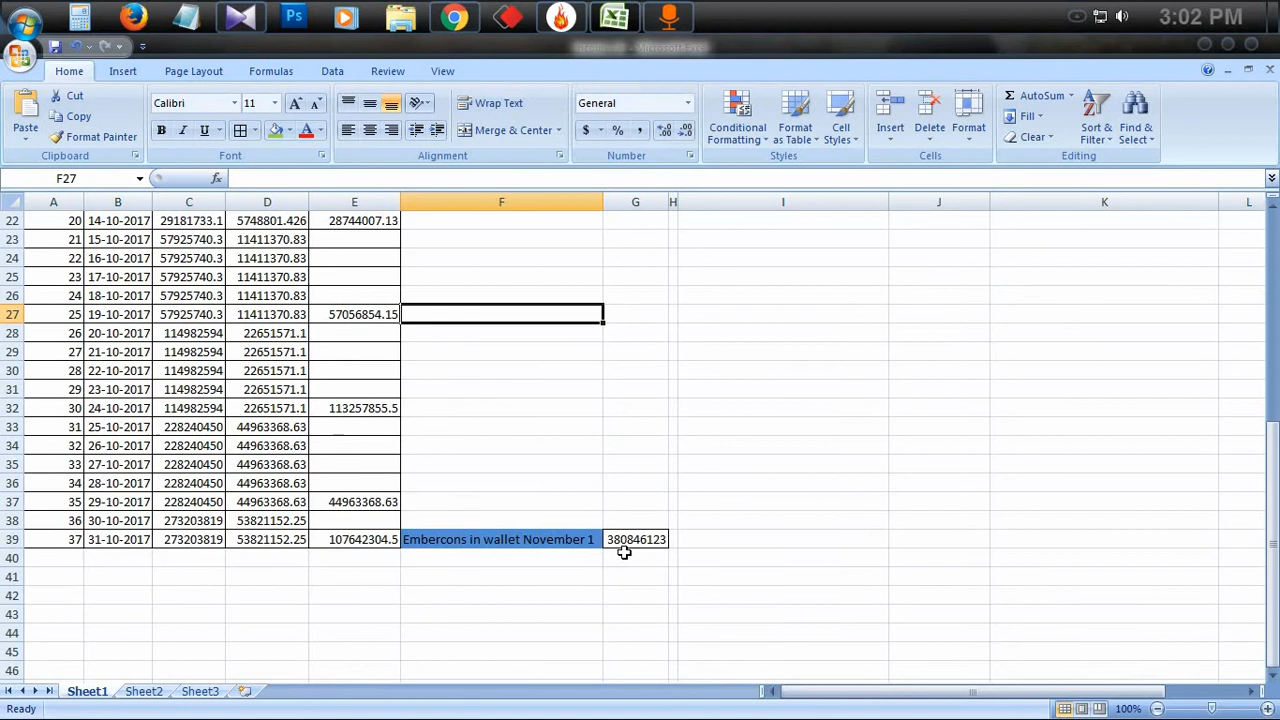 3:02 PM
Home Insert Page Layout Formulas Data Review View
Paste Cut Copy Format Painter Clipboard
Calibri 11 Font
Wrap Text Merge & Center Alignment
General $ % , Number
Conditional Formatting Format as Table Cell Styles Styles
Insert Delete Format Cells
AutoSum Fill Clear Sort & Filter Find & Select Editing
F27 fx
A B C D E F G H I J K L
22 20 14-10-2017 29181733.1 5748801.426 28744007.13
23 21 15-10-2017 57925740.3 11411370.83
24 22 16-10-2017 57925740.3 11411370.83
25 23 17-10-2017 57925740.3 11411370.83
26 24 18-10-2017 57925740.3 11411370.83
27 25 19-10-2017 57925740.3 11411370.83 57056854.15
28 26 20-10-2017 114982594 22651571.1
29 27 21-10-2017 114982594 22651571.1
30 28 22-10-2017 114982594 22651571.1
31 29 23-10-2017 114982594 22651571.1
32 30 24-10-2017 114982594 22651571.1 113257855.5
33 31 25-10-2017 228240450 44963368.63
34 32 26-10-2017 228240450 44963368.63
35 33 27-10-2017 228240450 44963368.63
36 34 28-10-2017 228240450 44963368.63
37 35 29-10-2017 228240450 44963368.63 44963368.63
38 36 30-10-2017 273203819 53821152.25
39 37 31-10-2017 273203819 53821152.25 107642304.5 Embercons in wallet November 1 380846123
40
41
42
43
44
45
46
Sheet1 Sheet2 Sheet3
Ready 100%